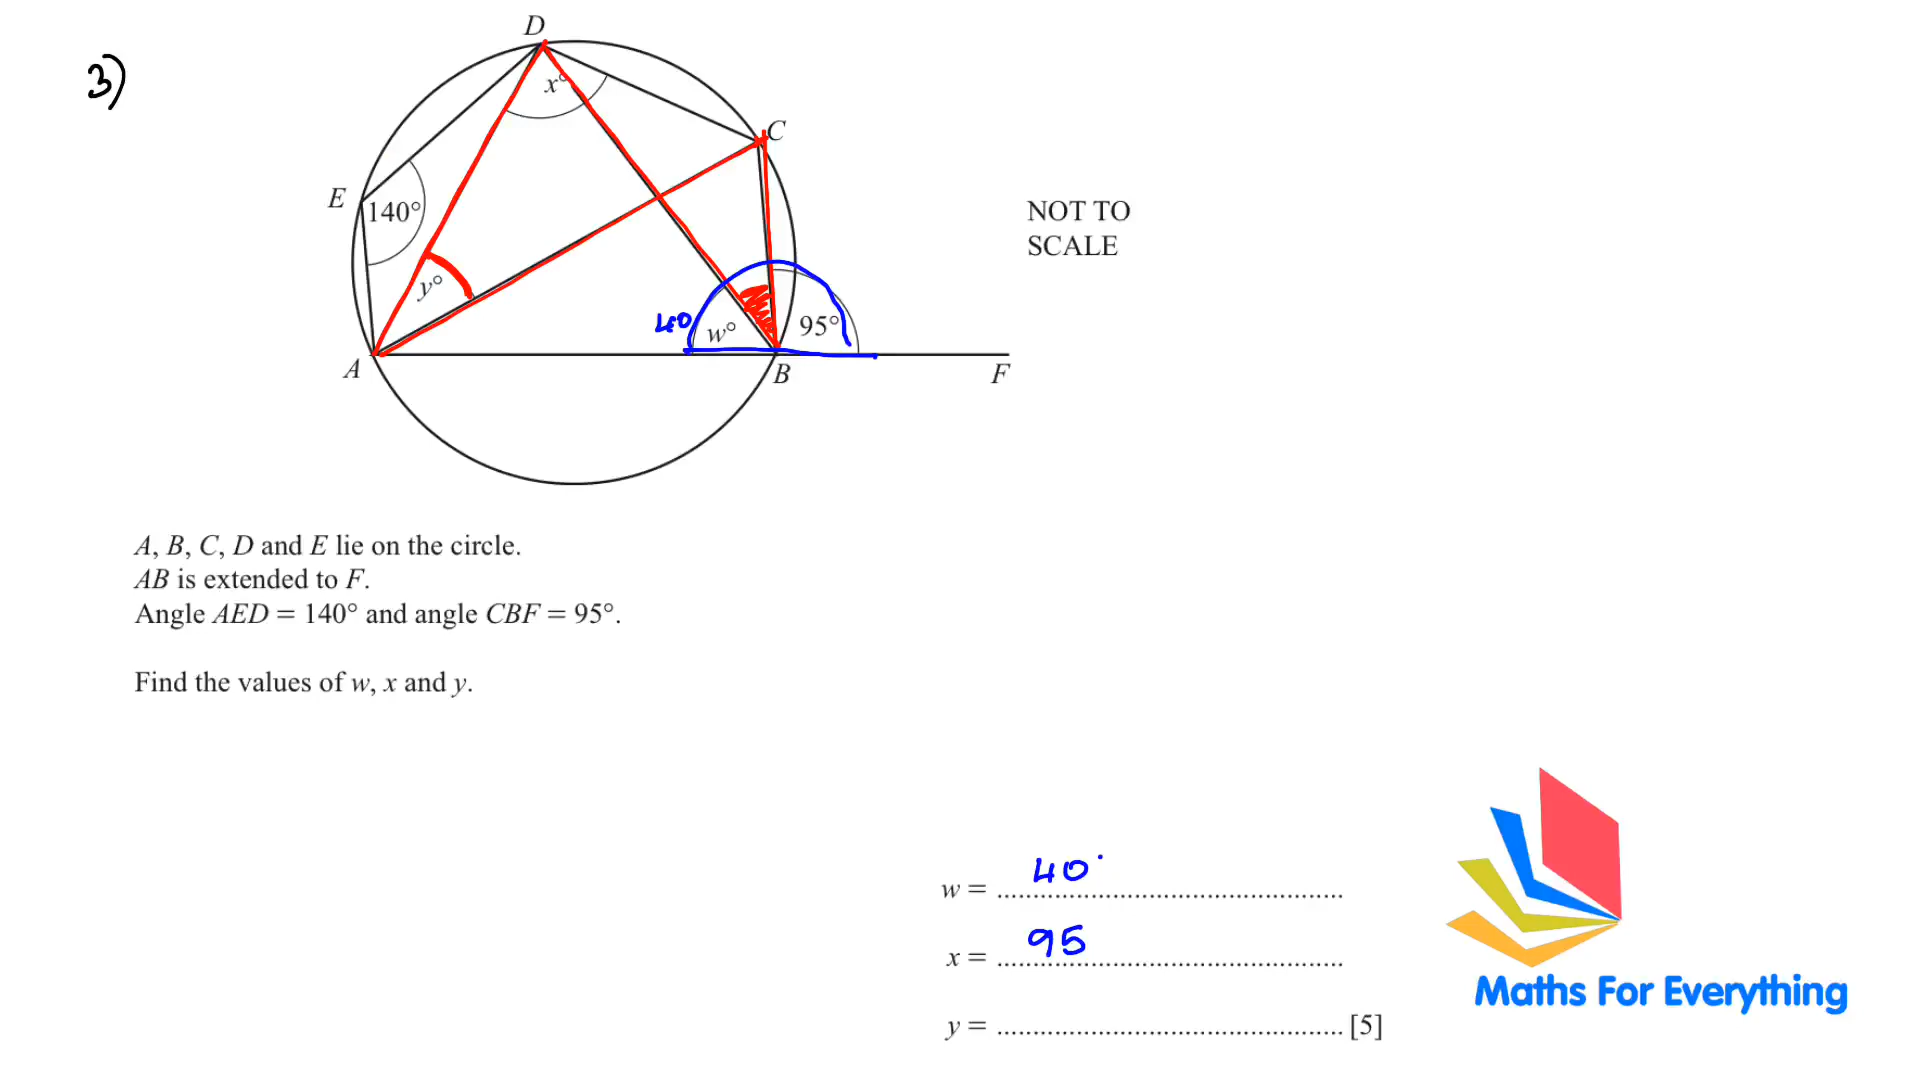 3)
D
x°
C
E
140°
NOT TO
SCALE
y°
40
w°
95°
A
B
F
A, B, C, D and E lie on the circle.
AB is extended to F.
Angle AED = 140° and angle CBF = 95°.
Find the values of w, x and y.
w = 40
x = 95
y = [5]
Maths For Everything